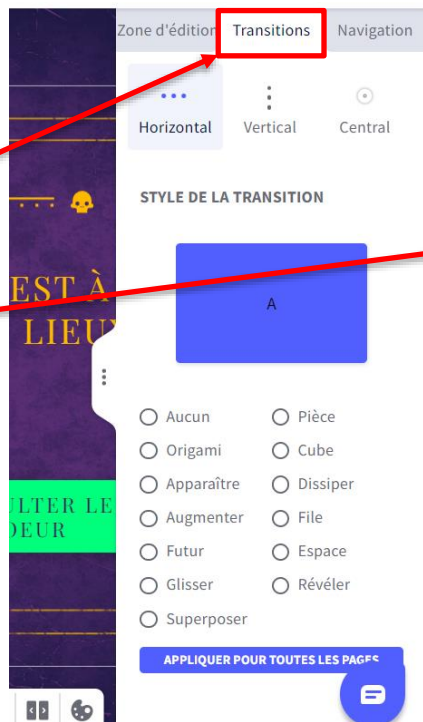 Zone d'édition Transitions Navigation
Horizontal Vertical Central
STYLE DE LA TRANSITION
EST À
LIEU
A
Aucun Pièce
Origami Cube
Apparaître Dissiper
Augmenter File
Futur Espace
Glisser Révéler
Superposer
ULTER LE
DEUR
APPLIQUER POUR TOUTES LES PAGES